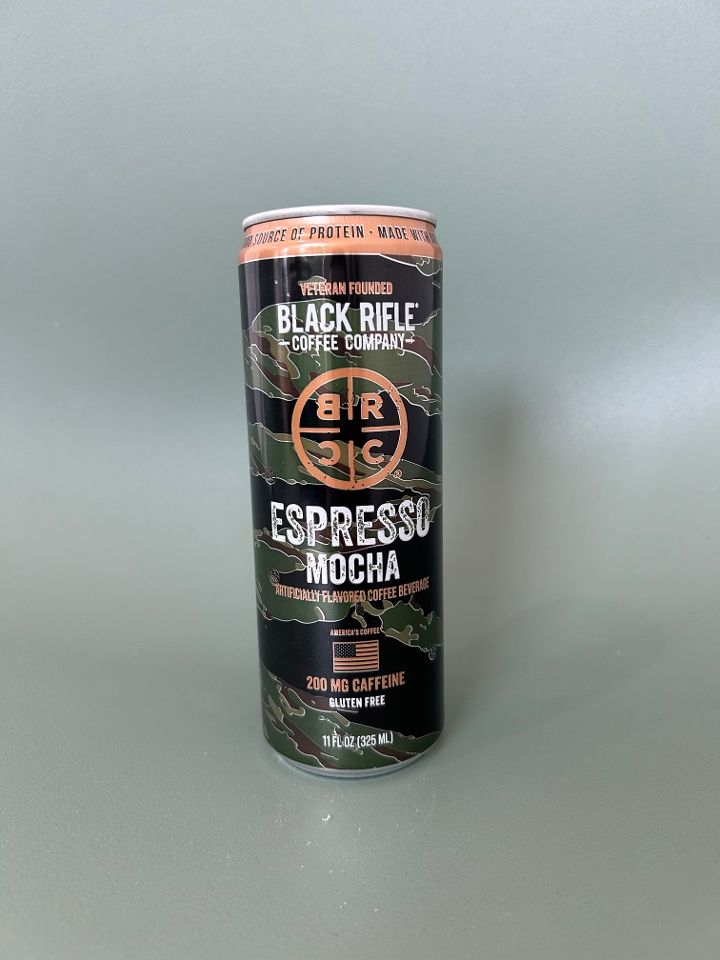 SOURCE OF PROTEIN • MADE WITH
VETERAN FOUNDED
BLACK RIFLE®
COFFEE COMPANY
B R
C C®
ESPRESSO
MOCHA
ARTIFICIALLY FLAVORED COFFEE BEVERAGE
AMERICA'S COFFEE
200 MG CAFFEINE
GLUTEN FREE
11 FL OZ (325 ML)